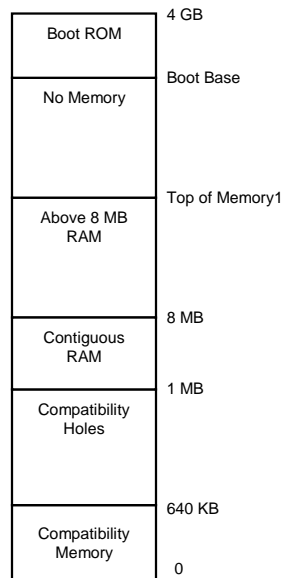 4 GB
Boot ROM
Boot Base
No Memory
Top of Memory1
Above 8 MB
RAM
8 MB
Contiguous
RAM
1 MB
Compatibility
Holes
640 KB
Compatibility
Memory
0